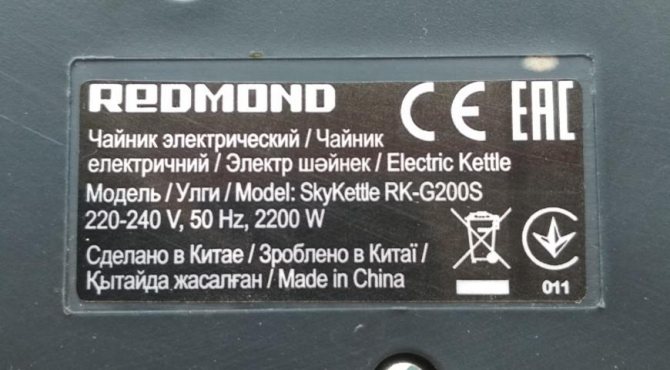 REDMOND
CE EAC
Чайник электрический / Чайник
електричний / Электр шәйнек / Electric Kettle
Модель / Улги / Model: SkyKettle RK-G200S
220-240 V, 50 Hz, 2200 W
Сделано в Китае / Зроблено в Китаї /
Қытайда жасалған / Made in China
011